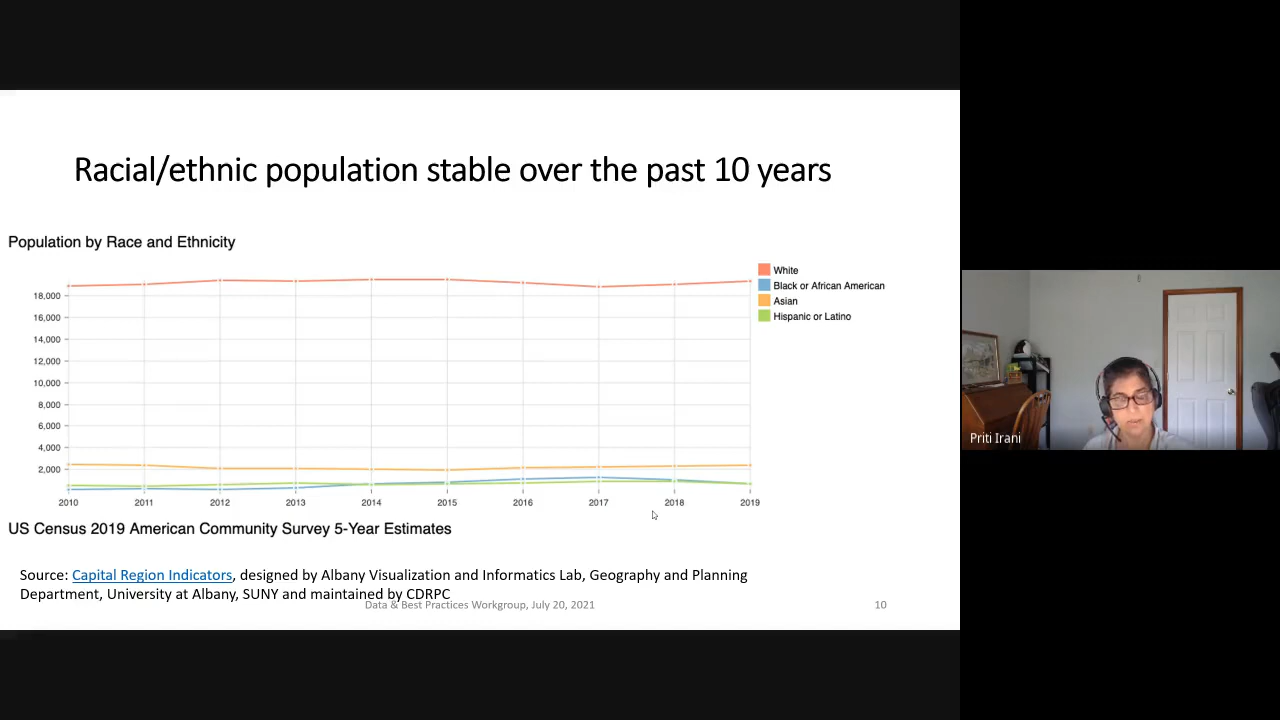 Racial/ethnic population stable over the past 10 years
Population by Race and Ethnicity
White
Black or African American
Asian
Hispanic or Latino
18,000
16,000
14,000
12,000
10,000
8,000
6,000
4,000
2,000
2010 2011 2012 2013 2014 2015 2016 2017 2018 2019
US Census 2019 American Community Survey 5-Year Estimates
Source: Capital Region Indicators, designed by Albany Visualization and Informatics Lab, Geography and Planning
Department, University at Albany, SUNY and maintained by CDRPC
Data & Best Practices Workgroup, July 20, 2021
10
Priti Irani